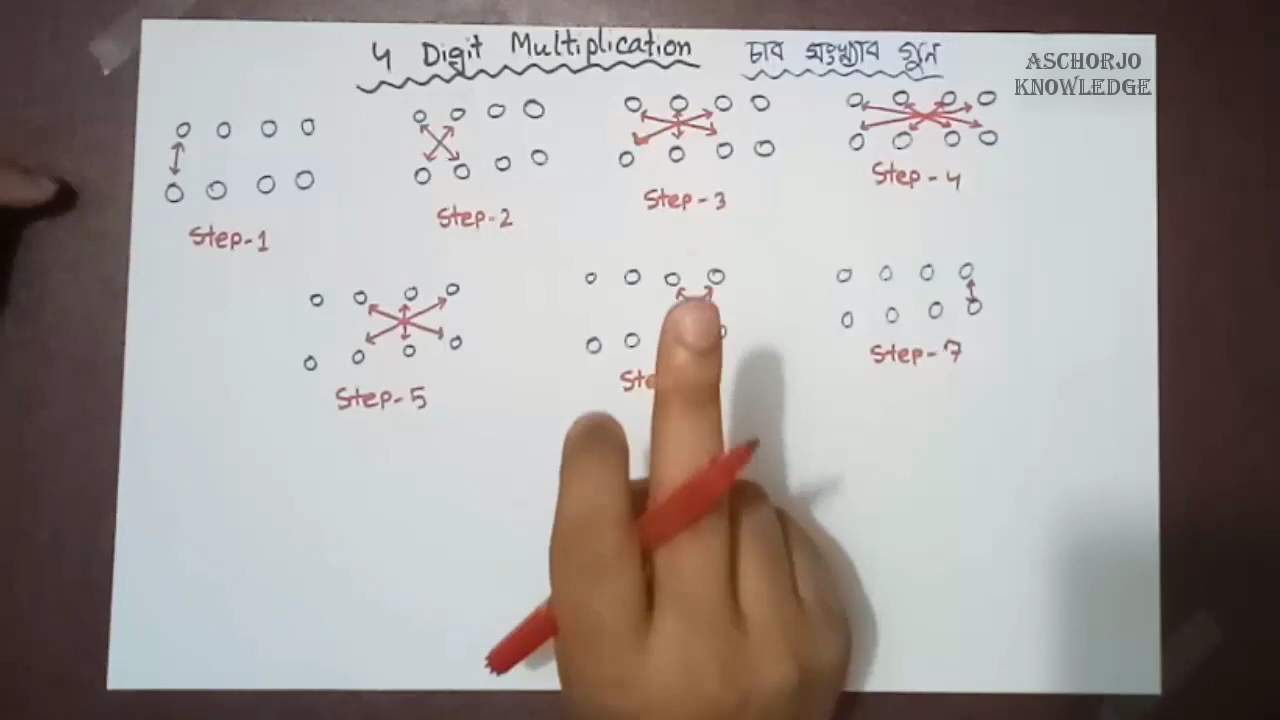 4 Digit Multiplication চার সংখ্যার গুন
ASCHORJO
KNOWLEDGE
Step-1
Step-2
Step-3
Step-4
Step-5
Step-7